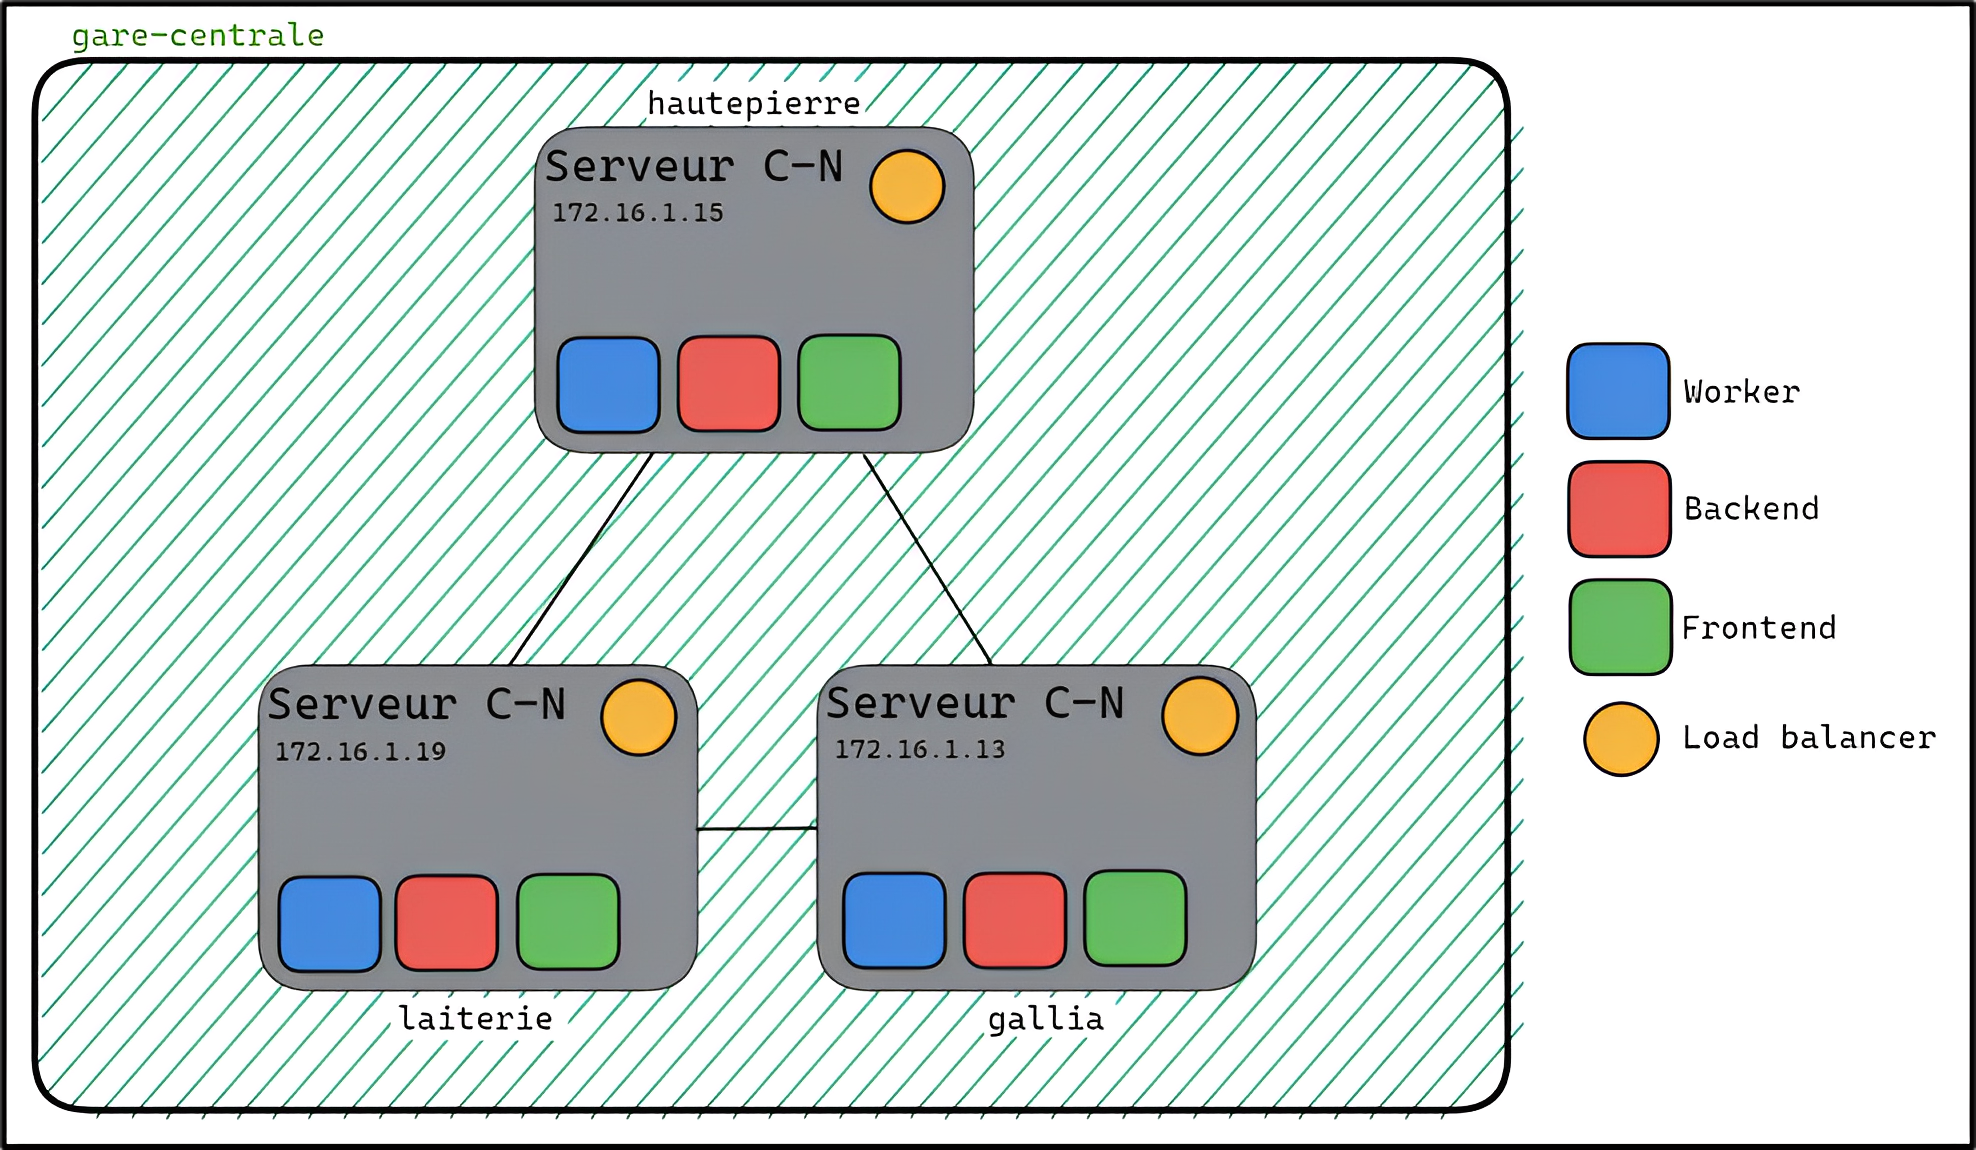 gare-centrale
hautepierre
Serveur C-N
172.16.1.15
Serveur C-N
172.16.1.19
laiterie
Serveur C-N
172.16.1.13
gallia
Worker
Backend
Frontend
Load balancer